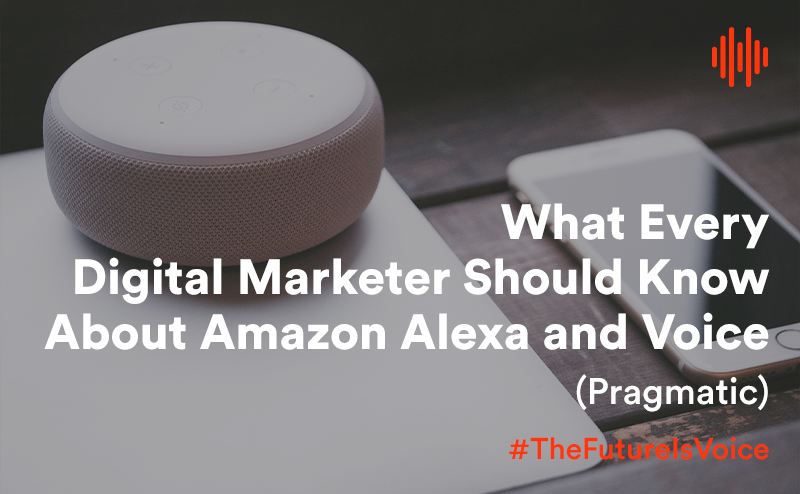 What Every
Digital Marketer Should Know
About Amazon Alexa and Voice
(Pragmatic)
#TheFutureIsVoice